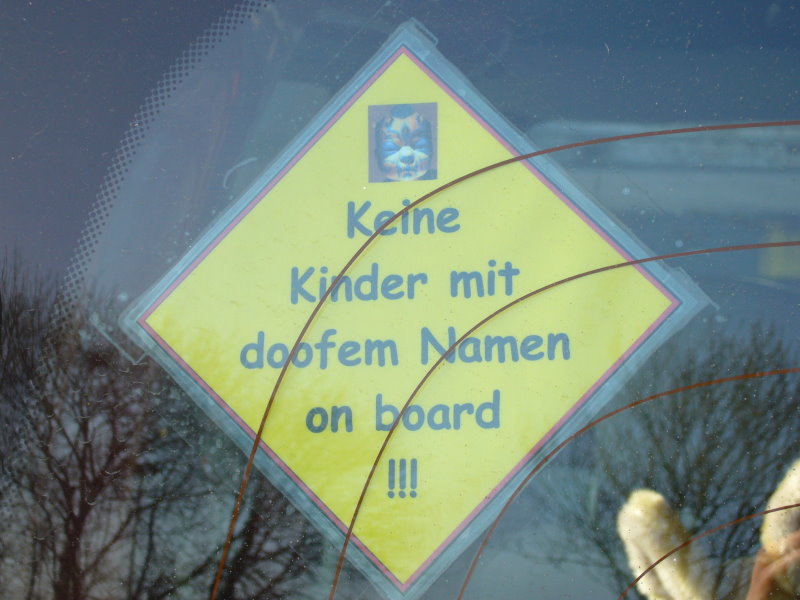 Keine
Kinder mit
doofem Namen
on board
!!!